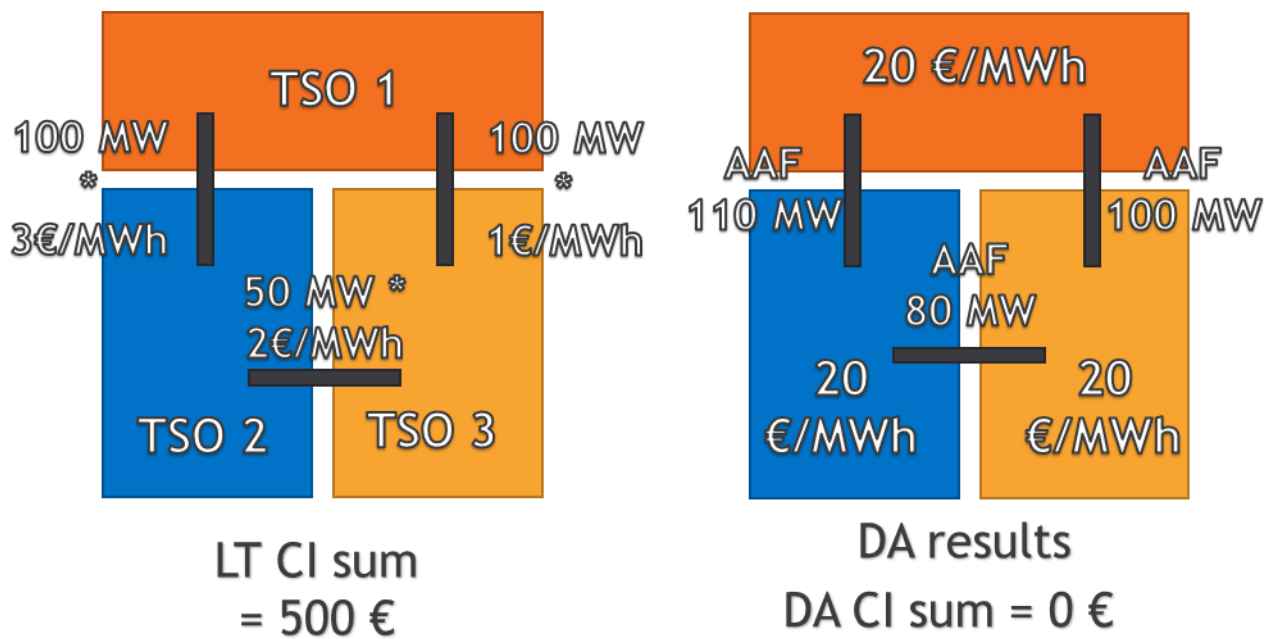 TSO 1
100 MW
*
3€/MWh
100 MW
*
1€/MWh
50 MW *
2€/MWh
TSO 2
TSO 3
LT CI sum
= 500 €
20 €/MWh
AAF
110 MW
AAF
100 MW
AAF
80 MW
20
€/MWh
20
€/MWh
DA results
DA CI sum = 0 €